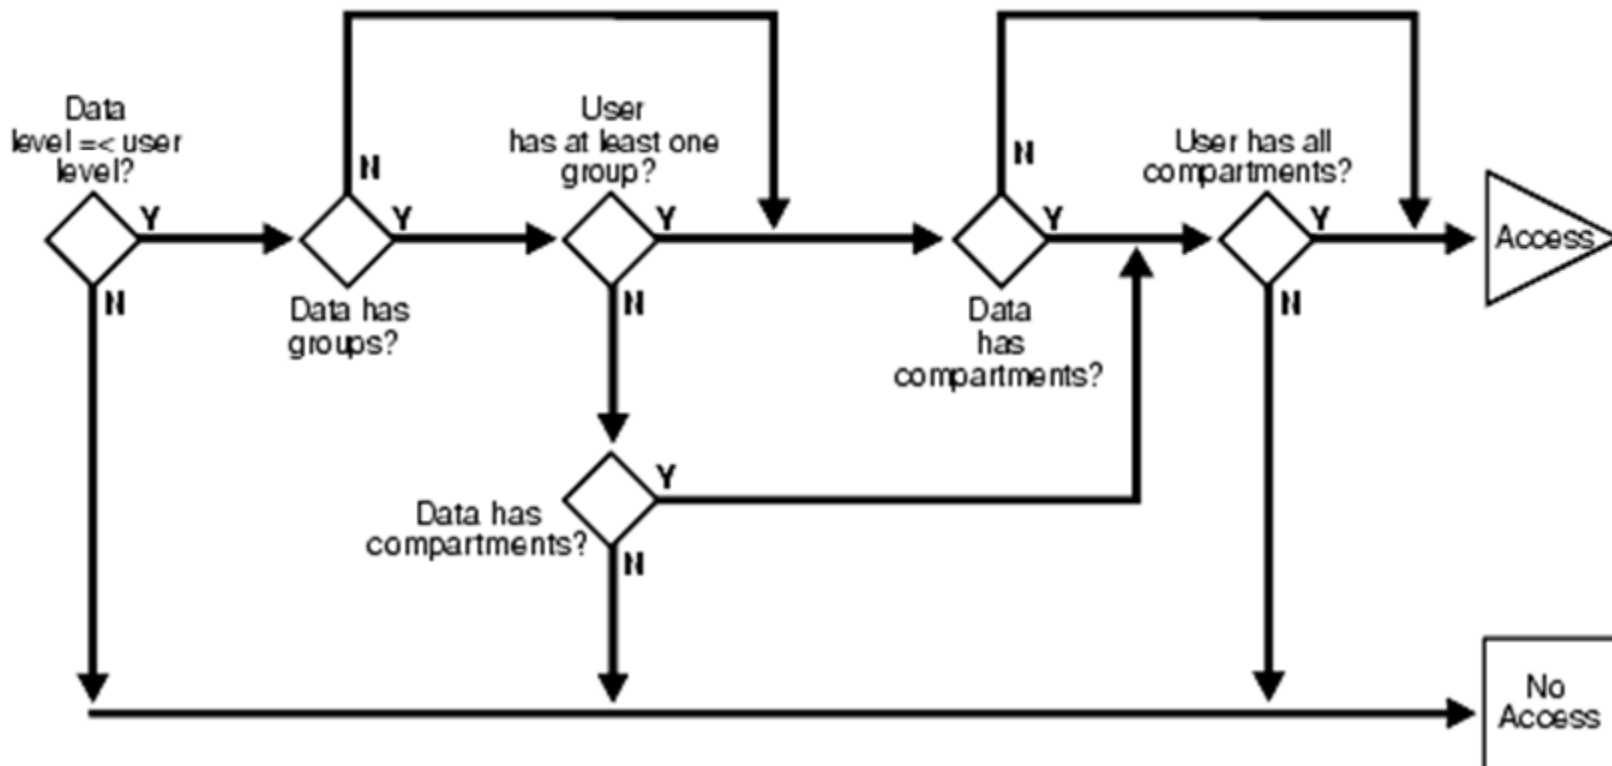 Data
level =< user
level?
Y
N
N
Data has
groups?
Y
User
has at least one
group?
Y
N
Data has
compartments?
Y
N
N
Data
has
compartments?
Y
User has all
compartments?
Y
N
Access
No
Access